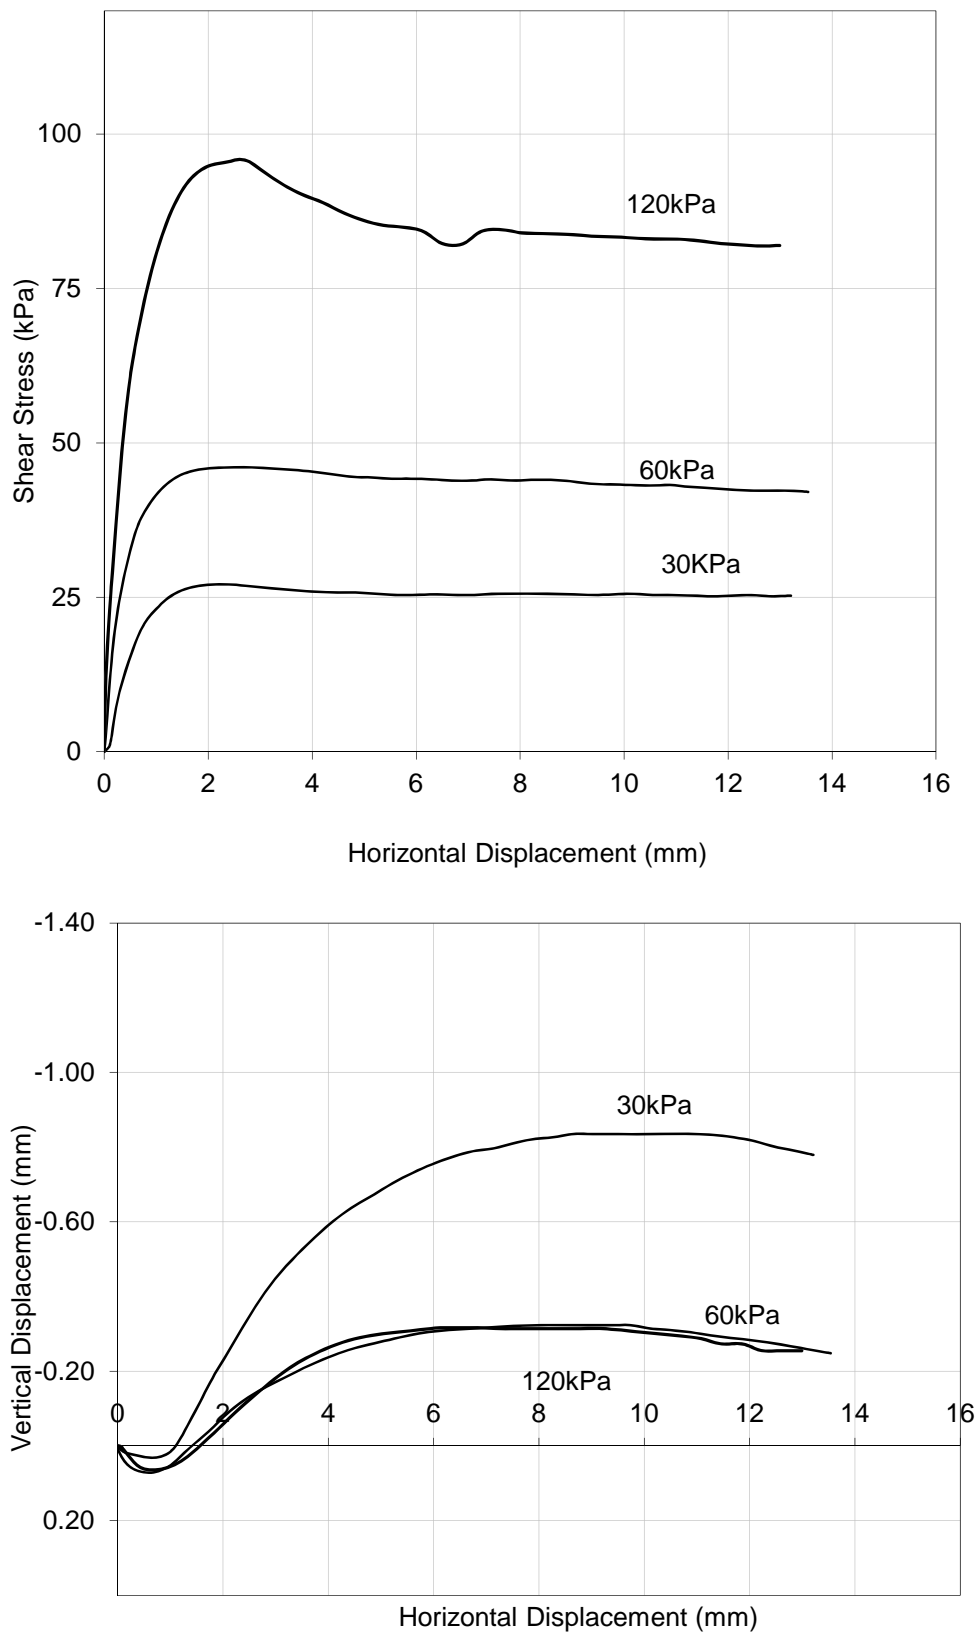 100
120kPa
75
Shear Stress (kPa)
50
60kPa
30KPa
25
0
0 2 4 6 8 10 12 14 16
Horizontal Displacement (mm)
-1.40
-1.00
30kPa
Vertical Displacement (mm)
-0.60
60kPa
-0.20
120kPa
0 2 4 6 8 10 12 14 16
0.20
Horizontal Displacement (mm)